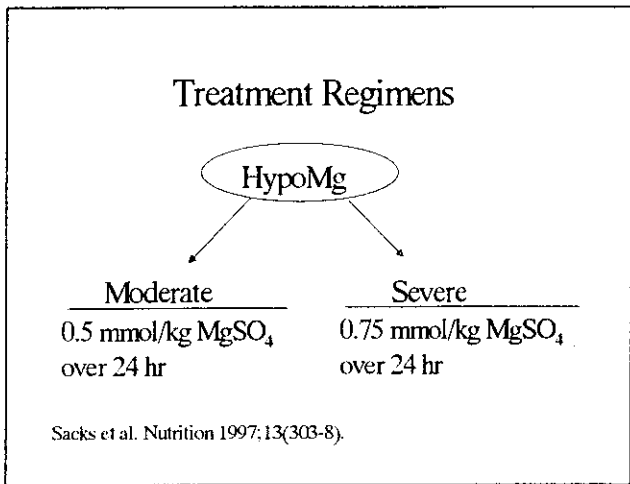 Treatment Regimens
HypoMg
Moderate
Severe
0.5 mmol/kg MgSO₄
over 24 hr
0.75 mmol/kg MgSO₄
over 24 hr
Sacks et al. Nutrition 1997;13(303-8).